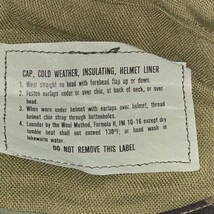 CAP, COLD WEATHER, INSULATING, HELMET LINER
1. Wear straight on head with forehead flap up or down.
2. Fasten earlaps under or over chin, at back of neck, or over head.
3. When worn under helmet with earlaps over helmet, thread helmet chin strap through buttonholes.
4. Launder by the Wool Method, Formula II, FM 10-16 except dry tumble heat shall not exceed 130°F; or hand wash in lukewarm water.
DO NOT REMOVE THIS LABEL